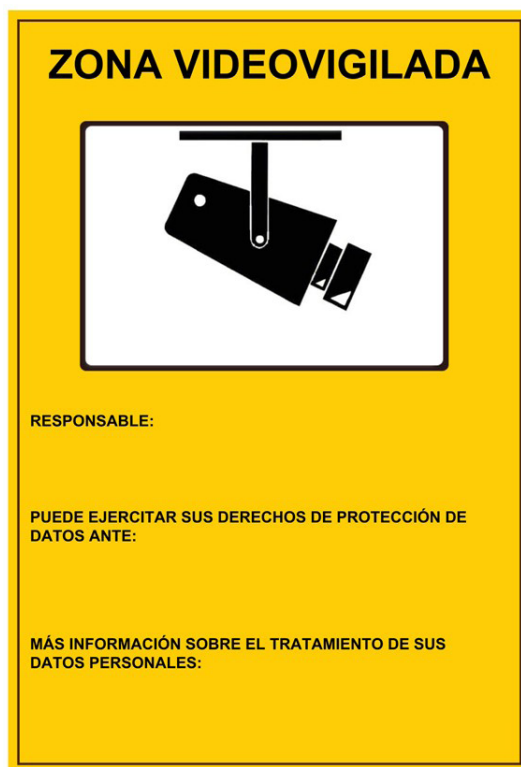 ZONA VIDEOVIGILADA
RESPONSABLE:
PUEDE EJERCITAR SUS DERECHOS DE PROTECCIÓN DE
DATOS ANTE:
MÁS INFORMACIÓN SOBRE EL TRATAMIENTO DE SUS
DATOS PERSONALES: